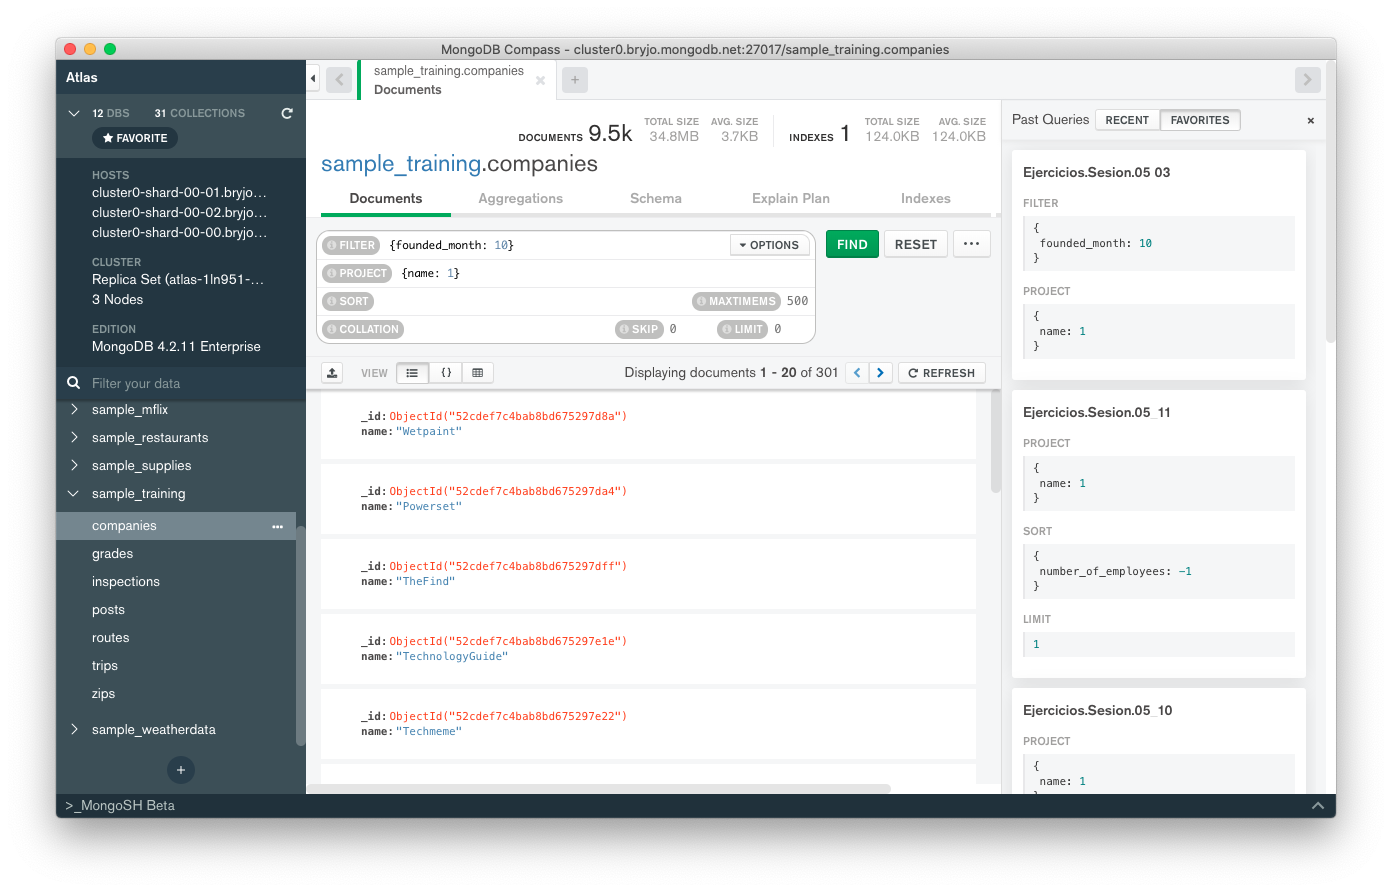 MongoDB Compass - cluster0.bryjo.mongodb.net:27017/sample_training.companies
Atlas
12 DBS 31 COLLECTIONS
FAVORITE
HOSTS
cluster0-shard-00-01.bryjo...
cluster0-shard-00-02.bryjo...
cluster0-shard-00-00.bryjo...
CLUSTER
Replica Set (atlas-1ln951-...
3 Nodes
EDITION
MongoDB 4.2.11 Enterprise
Filter your data
sample_mflix
sample_restaurants
sample_supplies
sample_training
companies
grades
inspections
posts
routes
trips
zips
sample_weatherdata
+
sample_training.companies
Documents
+
DOCUMENTS 9.5k TOTAL SIZE 34.8MB AVG. SIZE 3.7KB INDEXES 1 TOTAL SIZE 124.0KB AVG. SIZE 124.0KB
sample_training.companies
Documents Aggregations Schema Explain Plan Indexes
FILTER {founded_month: 10} OPTIONS FIND RESET ...
PROJECT {name: 1}
SORT MAXTIMEMS 500
COLLATION SKIP 0 LIMIT 0
VIEW {} Displaying documents 1 - 20 of 301 < > REFRESH
_id: ObjectId("52cdef7c4bab8bd675297d8a")
name: "Wetpaint"
_id: ObjectId("52cdef7c4bab8bd675297da4")
name: "Powerset"
_id: ObjectId("52cdef7c4bab8bd675297dff")
name: "TheFind"
_id: ObjectId("52cdef7c4bab8bd675297e1e")
name: "TechnologyGuide"
_id: ObjectId("52cdef7c4bab8bd675297e22")
name: "Techmeme"
Past Queries RECENT FAVORITES ×
Ejercicios.Sesion.05 03
FILTER
{
founded_month: 10
}
PROJECT
{
name: 1
}
Ejercicios.Sesion.05_11
PROJECT
{
name: 1
}
SORT
{
number_of_employees: -1
}
LIMIT
1
Ejercicios.Sesion.05_10
PROJECT
{
name: 1
}
>_MongoSH Beta